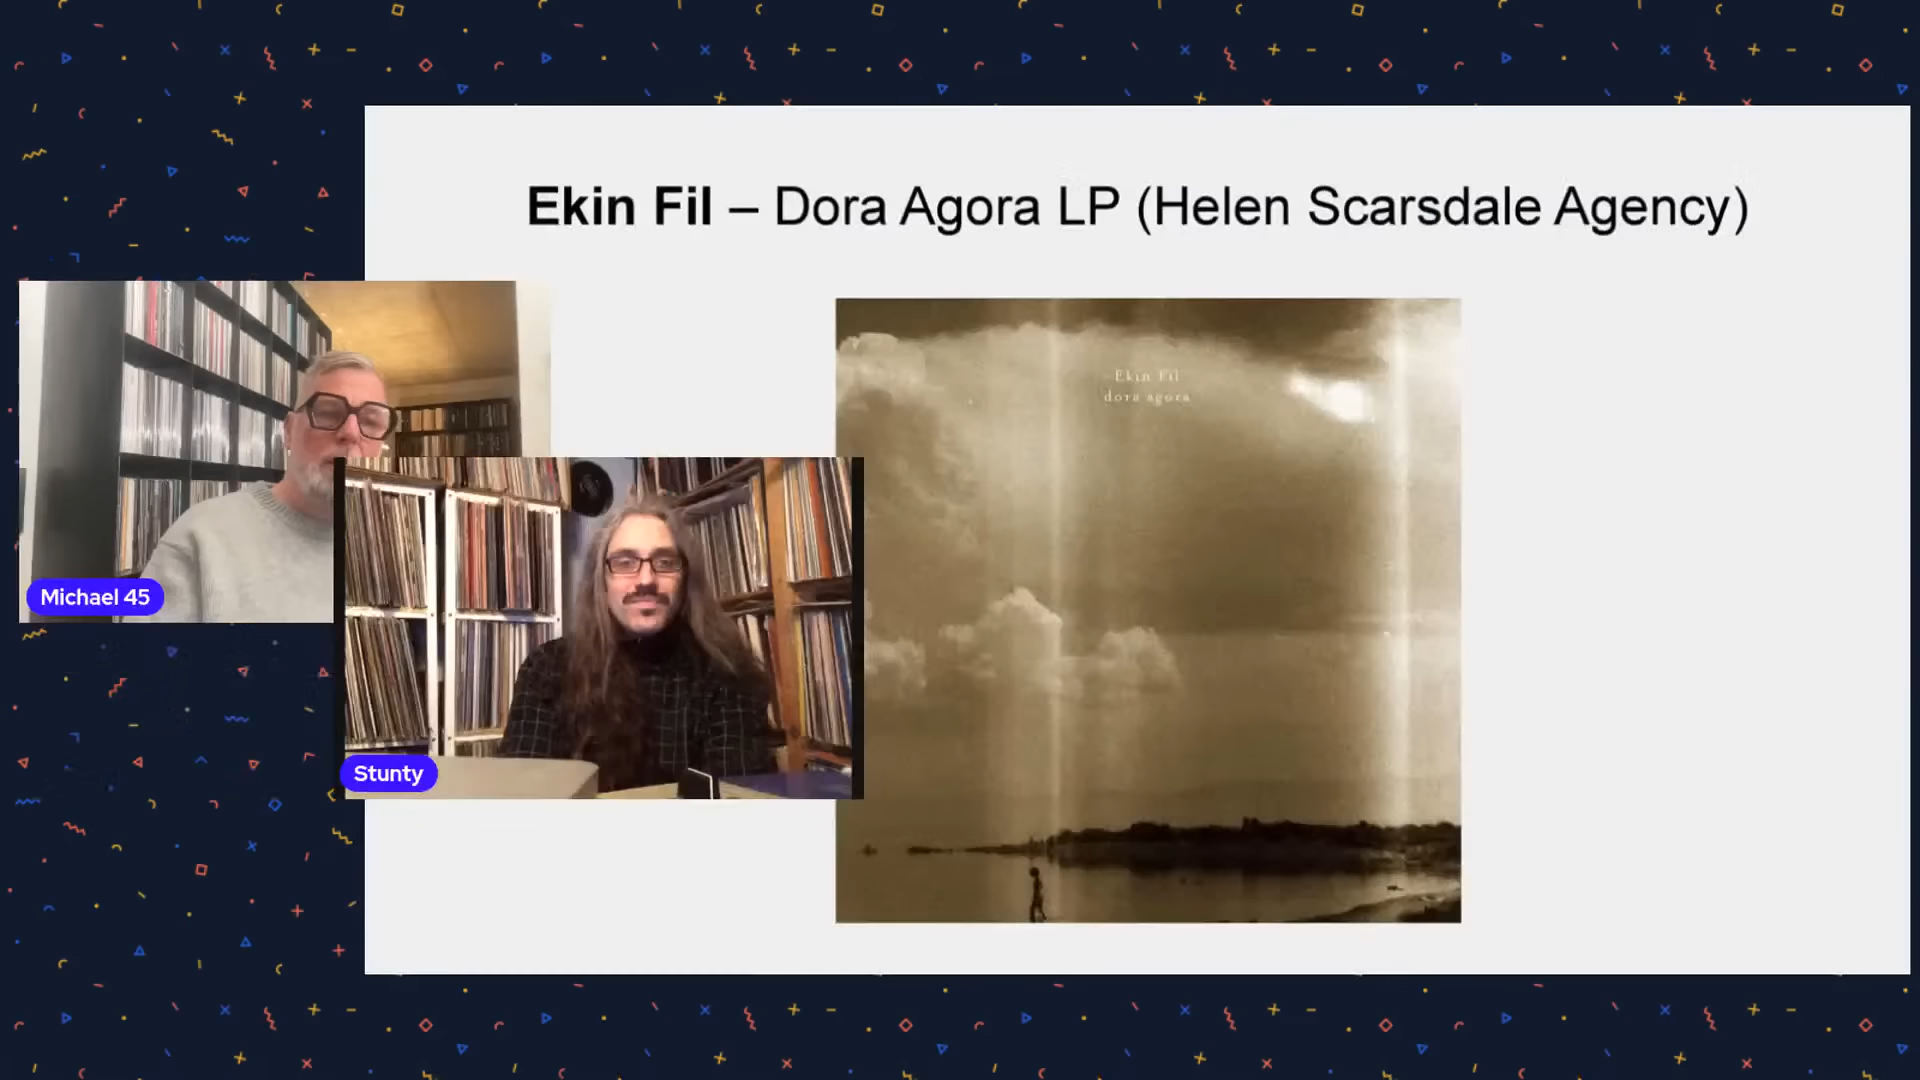 Ekin Fil – Dora Agora LP (Helen Scarsdale Agency)
Ekin Fil
dora agora
Michael 45
Stunty